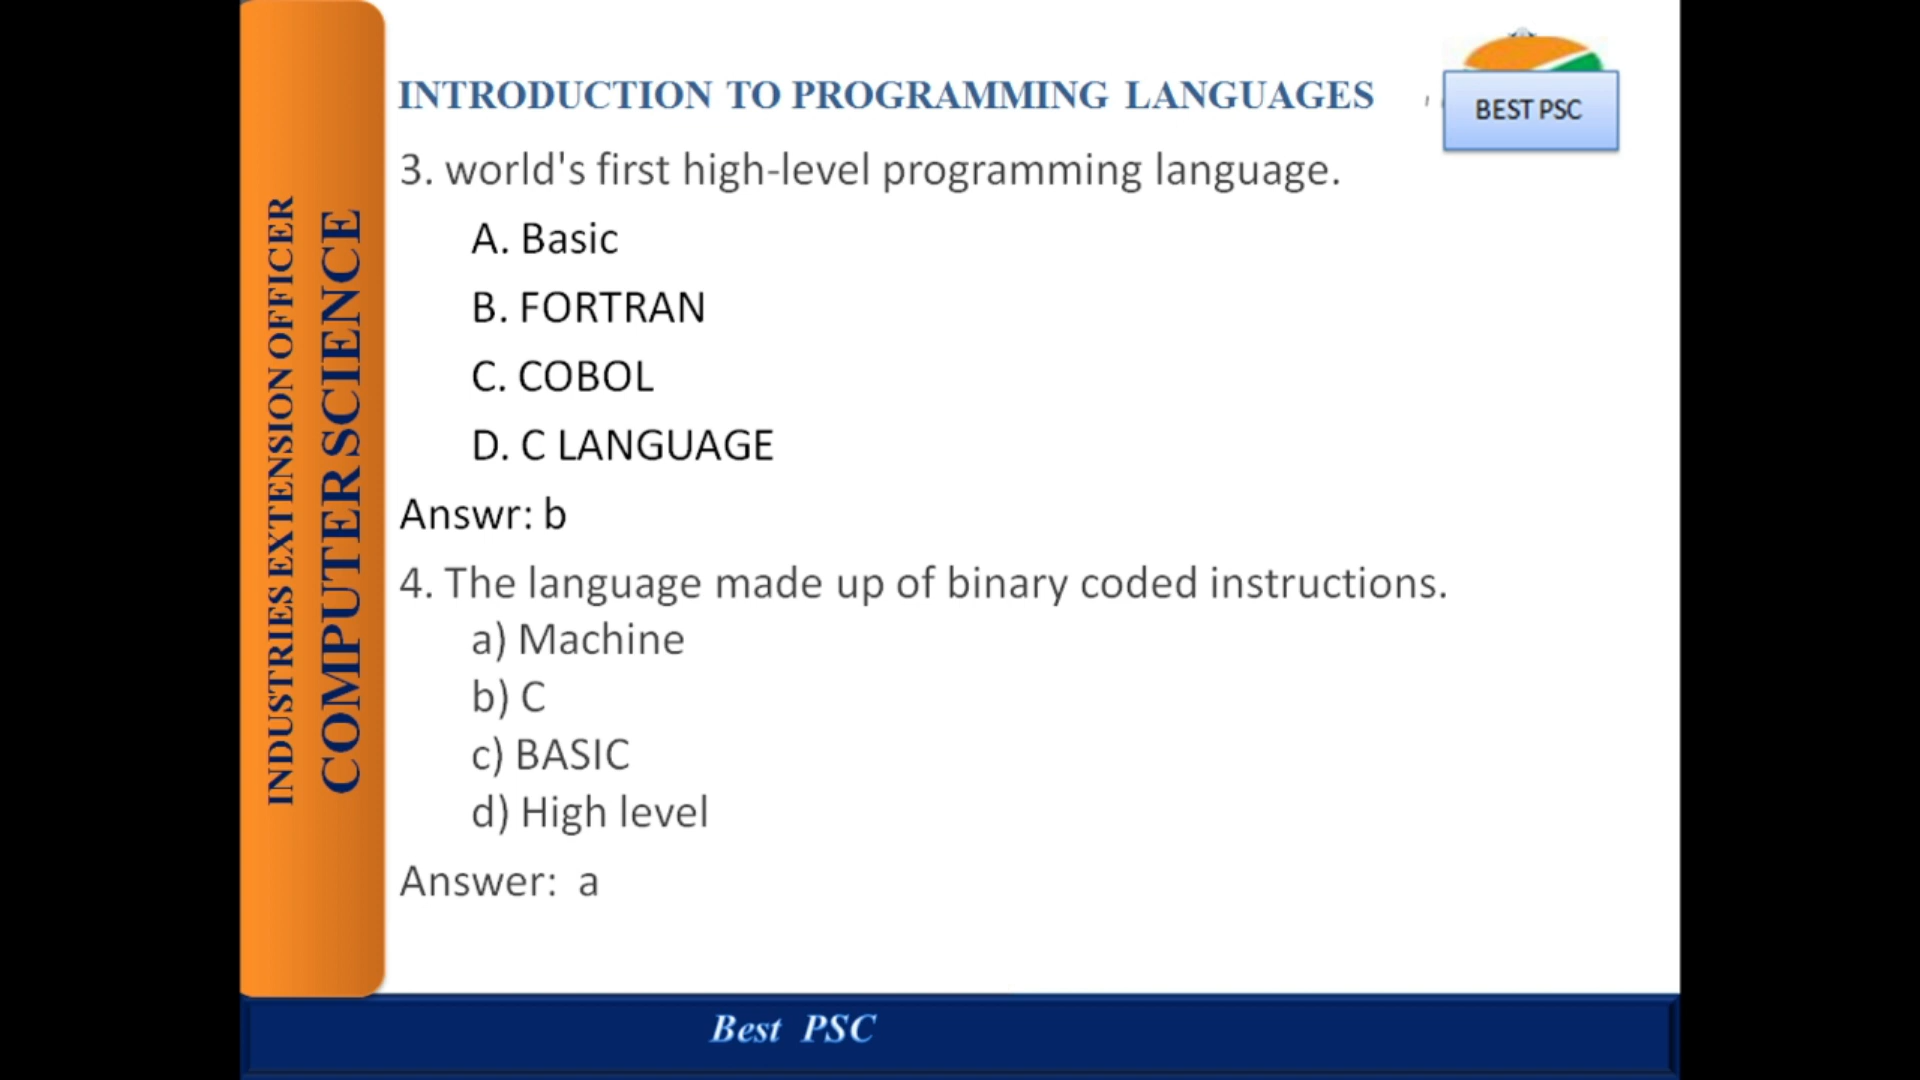 INDUSTRIES EXTENSION OFFICER
COMPUTER SCIENCE
INTRODUCTION TO PROGRAMMING LANGUAGES
BEST PSC
3. world's first high-level programming language.
A. Basic
B. FORTRAN
C. COBOL
D. C LANGUAGE
Answr: b
4. The language made up of binary coded instructions.
a) Machine
b) C
c) BASIC
d) High level
Answer: a
Best PSC